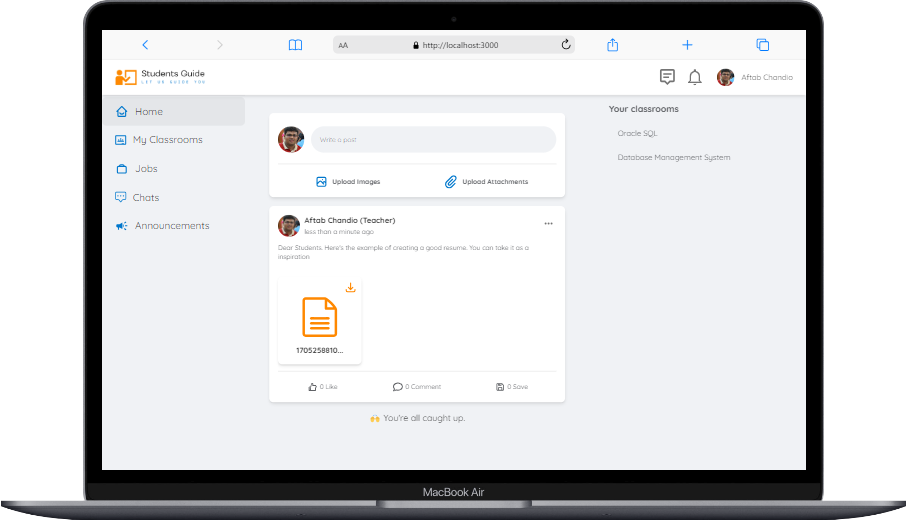 AA
http://localhost:3000
Students Guide
LET US GUIDE YOU
Aftab Chandio
Home
My Classrooms
Jobs
Chats
Announcements
Write a post
Upload Images
Upload Attachments
Aftab Chandio (Teacher)
less than a minute ago
Dear Students. Here's the example of creating a good resume. You can take it as a
inspiration
1705258810...
0 Like
0 Comment
0 Save
You're all caught up.
Your classrooms
Oracle SQL
Database Management System
MacBook Air